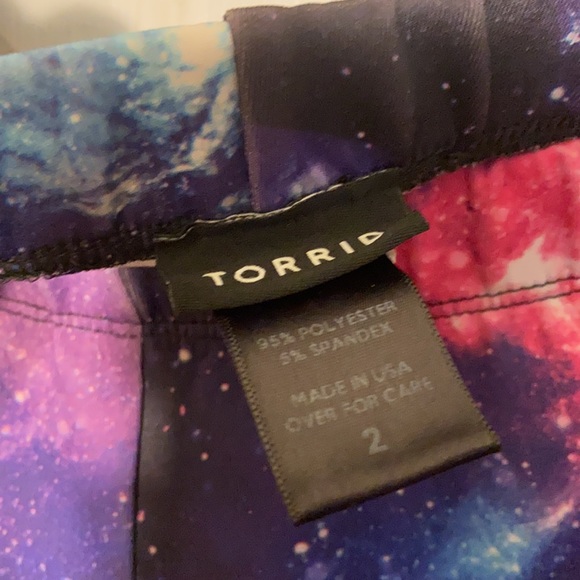 TORRID
95% POLYESTER
5% SPANDEX
MADE IN USA
OVER FOR CARE
2